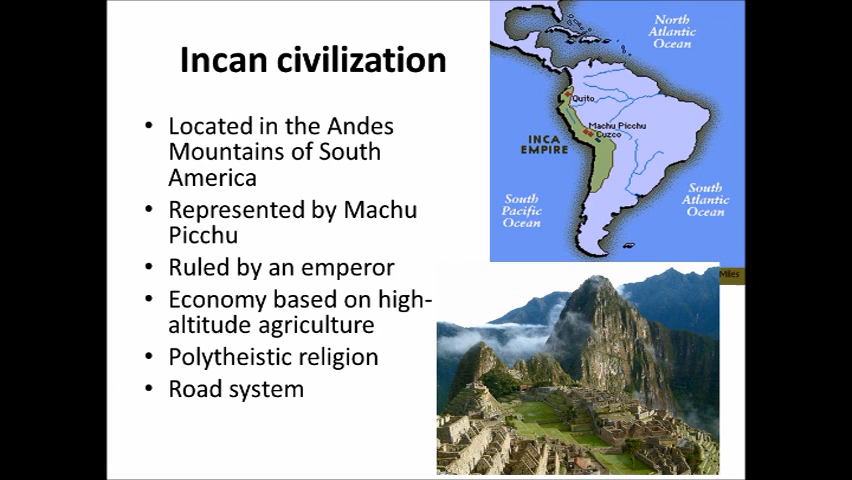 Incan civilization
• Located in the Andes
Mountains of South
America
• Represented by Machu
Picchu
• Ruled by an emperor
• Economy based on high-
altitude agriculture
• Polytheistic religion
• Road system
North
Atlantic
Ocean
Quito
Machu Picchu
Cuzco
INCA
EMPIRE
South
Pacific
Ocean
South
Atlantic
Ocean
Miles